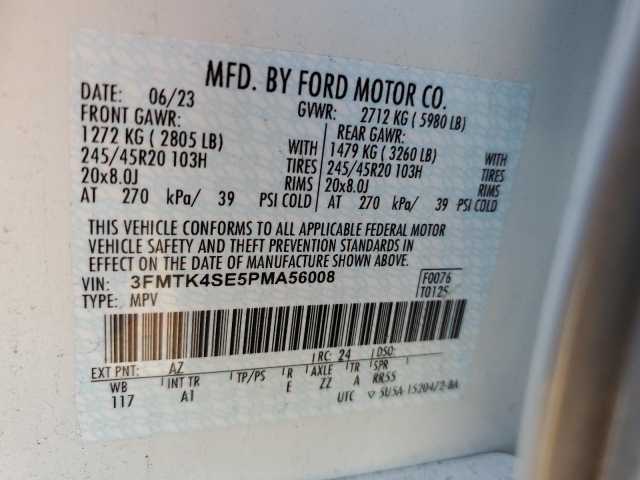 MFD. BY FORD MOTOR CO.
DATE: 06/23 GVWR: 2712 KG ( 5980 LB)
FRONT GAWR: REAR GAWR:
1272 KG ( 2805 LB) WITH 1479 KG ( 3260 LB) WITH
245/45R20 103H TIRES 245/45R20 103H TIRES
20x8.0J RIMS 20x8.0J RIMS
AT 270 kPa/ 39 PSI COLD AT 270 kPa/ 39 PSI COLD
THIS VEHICLE CONFORMS TO ALL APPLICABLE FEDERAL MOTOR
VEHICLE SAFETY AND THEFT PREVENTION STANDARDS IN
EFFECT ON THE DATE OF MANUFACTURE SHOWN ABOVE.
VIN: 3FMTK4SE5PMA56008 F0076
TYPE: MPV T0125
EXT PNT: AZ RC: 24 DSO:
WB INT TR TP/PS R AXLE TR SPR
117 A1 E ZZ A RR55
UTC ▽ 5U5A-1520472-BA